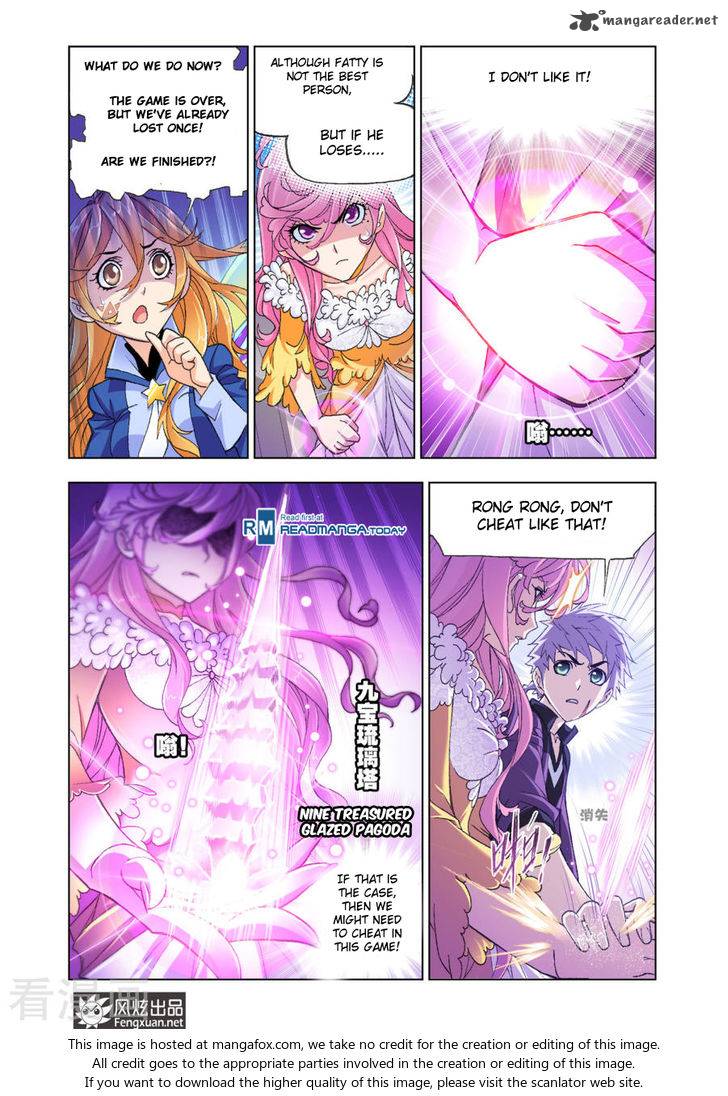 mangareader.net
WHAT DO WE DO NOW?
THE GAME IS OVER,
BUT WE'VE ALREADY
LOST ONCE!
ARE WE FINISHED?!
ALTHOUGH FATTY IS
NOT THE BEST
PERSON,
BUT IF HE
LOSES.....
I DON'T LIKE IT!
嗡……
RM
Read first at
READMANGA.TODAY
嗡!
九宝琉璃塔
NINE TREASURED
GLAZED PAGODA
IF THAT IS
THE CASE,
THEN WE
MIGHT NEED
TO CHEAT IN
THIS GAME!
RONG RONG, DON'T
CHEAT LIKE THAT!
消失
看漫画
风炫出品
Fengxuan.net
This image is hosted at mangafox.com, we take no credit for the creation or editing of this image.
All credit goes to the appropriate parties involved in the creation or editing of this image.
If you want to download the higher quality of this image, please visit the scanlator web site.